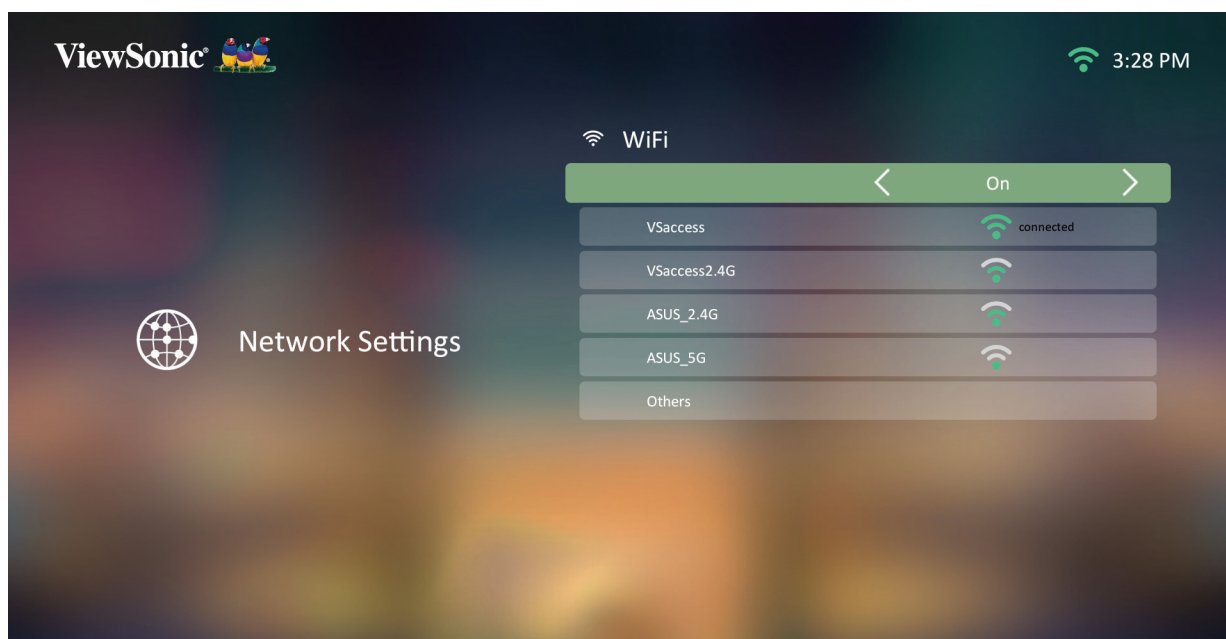 ViewSonic®
3:28 PM
WiFi
On
VSaccess connected
VSaccess2.4G
ASUS_2.4G
Network Settings
ASUS_5G
Others